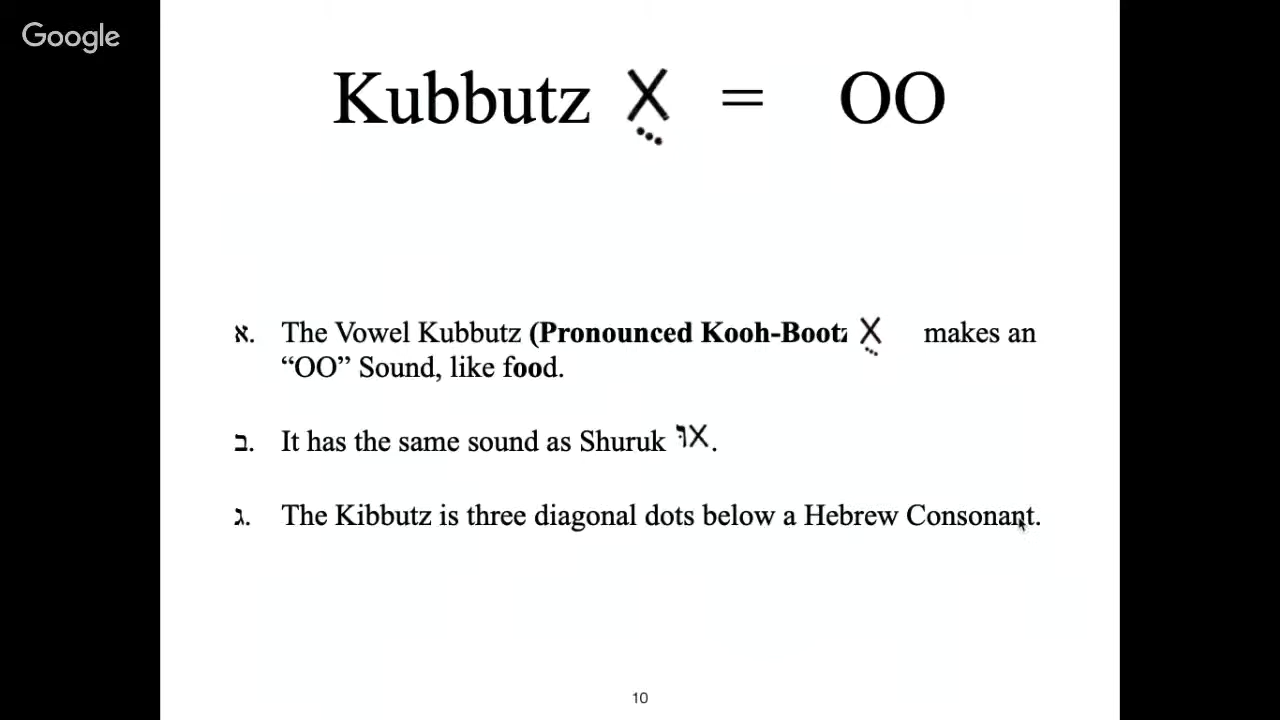 Google
Kubbutz X = OO
א. The Vowel Kubbutz (Pronounced Kooh-Bootz X makes an
“OO” Sound, like food.
ב. It has the same sound as Shuruk וּX.
ג. The Kibbutz is three diagonal dots below a Hebrew Consonant.
10